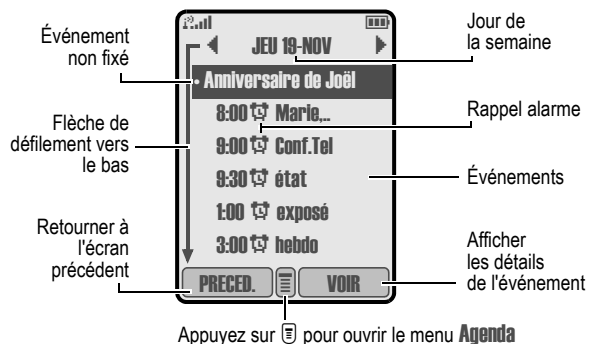 Événement
non fixé
Jour de
la semaine
JEU 19-NOV
• Anniversaire de Joël
8:00 Marie,..
Rappel alarme
Flèche de
défilement vers
le bas
9:00 Conf.Tel
9:30 état
Événements
1:00 exposé
3:00 hebdo
Retourner à
l'écran
précédent
Afficher
les détails
de l'événement
PRECED.
VOIR
Appuyez sur pour ouvrir le menu Agenda